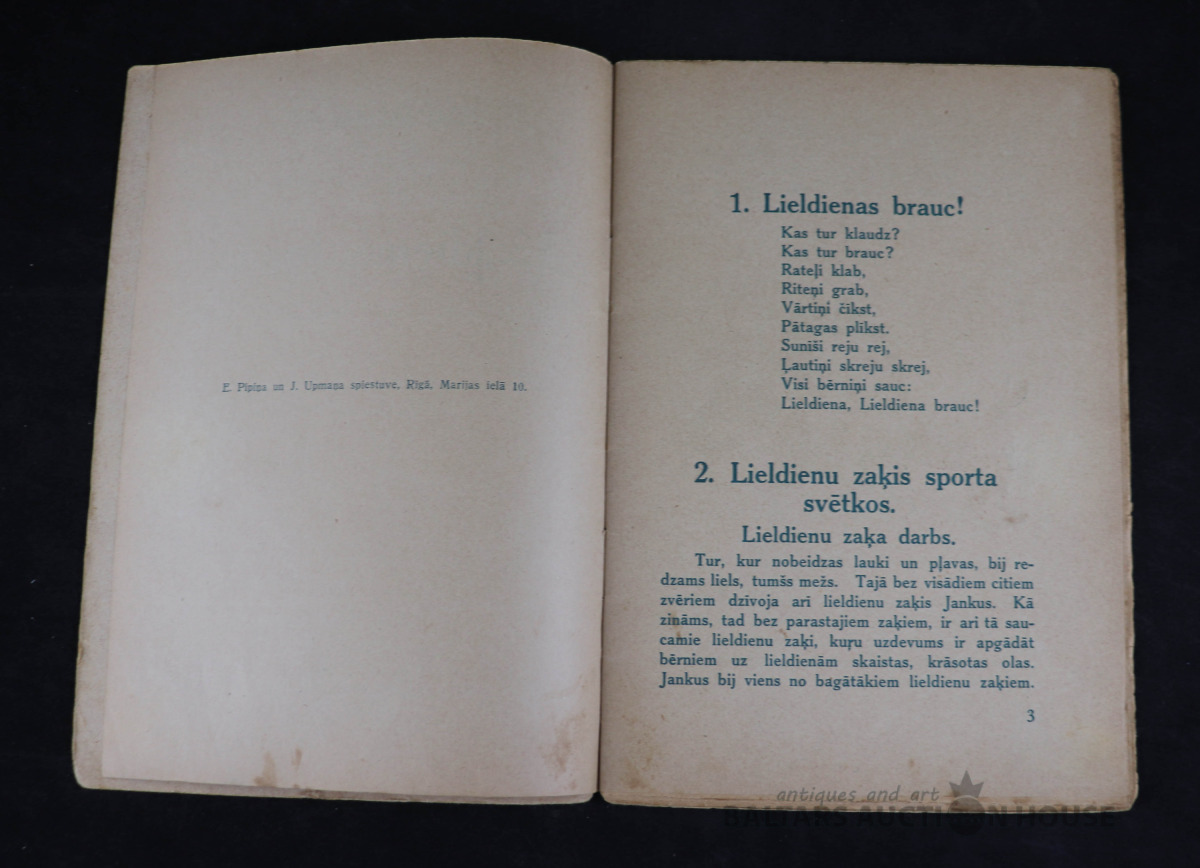 E. Pīpiņa un J. Upmaņa spiestuve, Rīgā, Marijas ielā 10.
1. Lieldienas brauc!
Kas tur klaudz?
Kas tur brauc?
Rateļi klab,
Riteņi grab,
Vārtiņi čīkst,
Pātagas plīkst.
Sunīši reju rej,
Ļautiņi skreju skrej,
Visi bērniņi sauc:
Lieldiena, Lieldiena brauc!
2. Lieldienu zaķis sporta
svētkos.
Lieldienu zaķa darbs.
Tur, kur nobeidzas lauki un pļavas, bij re-
dzams liels, tumšs mežs. Tajā bez visādiem citiem
zvēriem dzīvoja arī lieldienu zaķis Jankus. Kā
zināms, tad bez parastajiem zaķiem, ir ari tā sau-
camie lieldienu zaķi, kuŗu uzdevums ir apgādāt
bērniem uz lieldienām skaistas, krāsotas olas.
Jankus bij viens no bagātākiem lieldienu zaķiem.
3
antiques and art
BALTARS AUCTION HOUSE